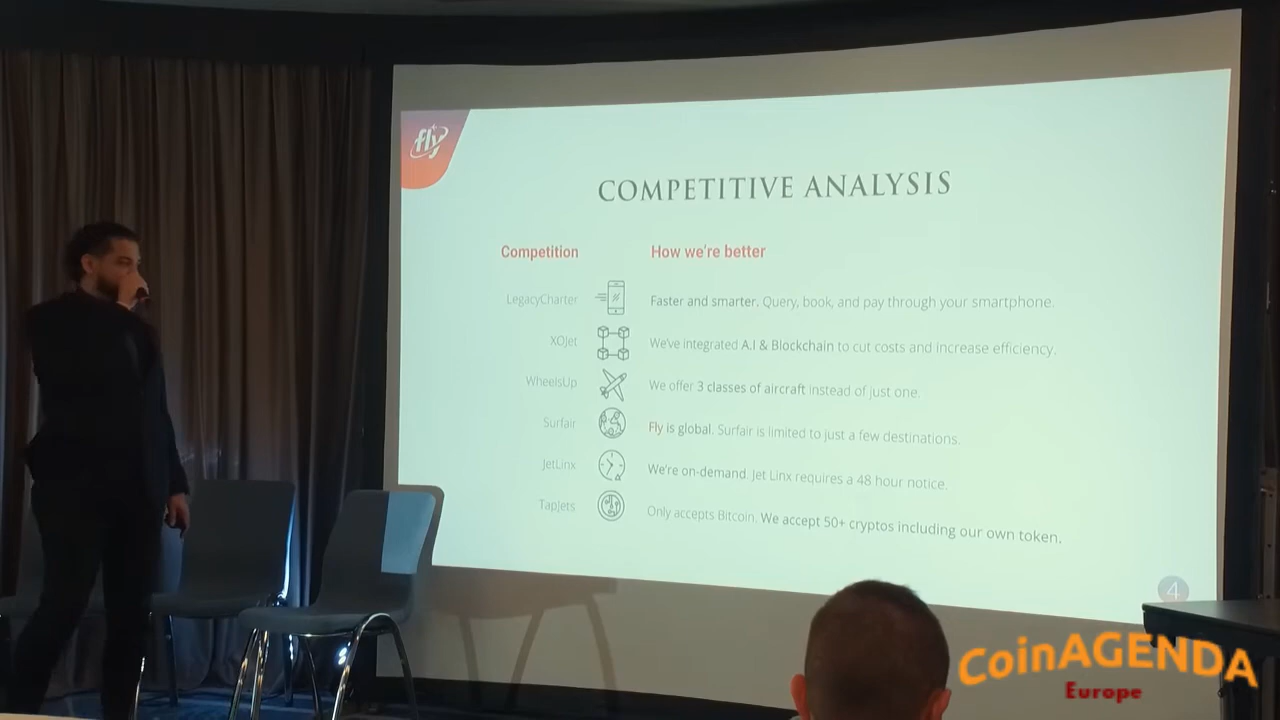 fly
COMPETITIVE ANALYSIS
Competition How we're better
LegacyCharter Faster and smarter. Query, book, and pay through your smartphone.
XOJet We've integrated A.I & Blockchain to cut costs and increase efficiency.
WheelsUp We offer 3 classes of aircraft instead of just one.
Surfair Fly is global. Surfair is limited to just a few destinations.
JetLinx We're on-demand. Jet Linx requires a 48 hour notice.
TapJets Only accepts Bitcoin. We accept 50+ cryptos including our own token.
4
CoinAGENDA
Europe